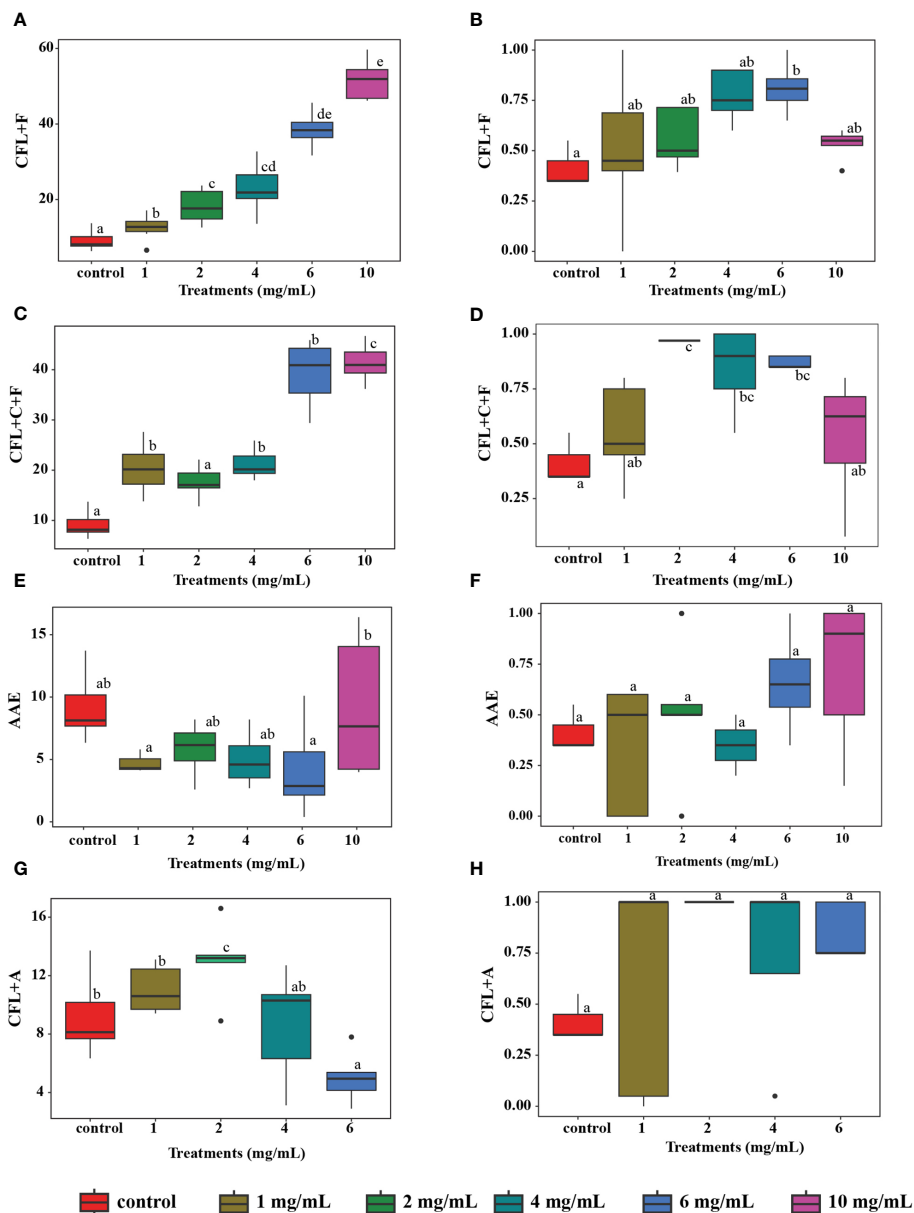 A
CFL+F
60
40
20
a
b
c
cd
de
e
control 1 2 4 6 10
Treatments (mg/mL)
B
CFL+F
1.00
0.75
0.50
0.25
0.00
a
ab
ab
ab
b
ab
control 1 2 4 6 10
Treatments (mg/mL)
C
CFL+C+F
40
30
20
10
a
b
a
b
b
c
control 1 2 4 6 10
Treatments (mg/mL)
D
CFL+C+F
1.00
0.75
0.50
0.25
a
ab
c
bc
bc
ab
control 1 2 4 6 10
Treatments (mg/mL)
E
AAE
15
10
5
0
ab
a
ab
ab
a
b
control 1 2 4 6 10
Treatments (mg/mL)
F
AAE
1.00
0.75
0.50
0.25
0.00
a
a
a
a
a
a
control 1 2 4 6 10
Treatments (mg/mL)
G
CFL+A
16
12
8
4
b
b
c
ab
a
control 1 2 4 6
Treatments (mg/mL)
H
CFL+A
1.00
0.75
0.50
0.25
0.00
a
a
a
a
a
control 1 2 4 6
Treatments (mg/mL)
control 1 mg/mL 2 mg/mL 4 mg/mL 6 mg/mL 10 mg/mL